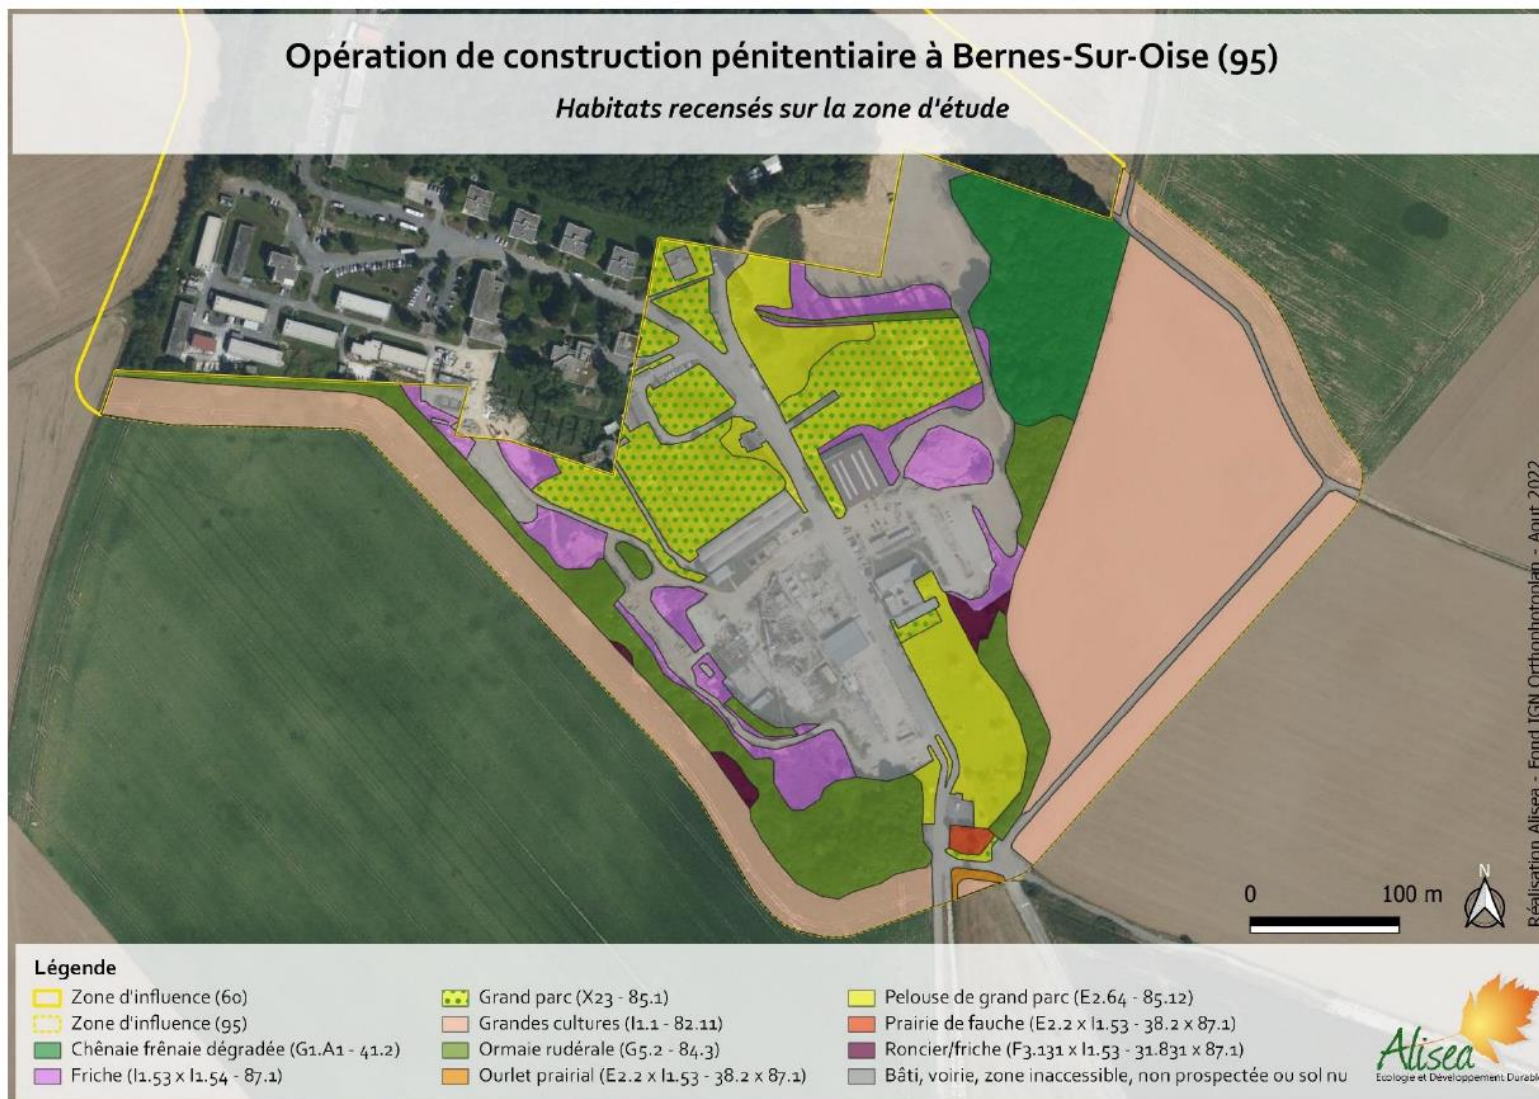 Opération de construction pénitentiaire à Bernes-Sur-Oise (95)
Habitats recensés sur la zone d'étude
Réalisation Alisea - Fond IGN Orthophotoplan - Aout 2022
0 100 m
N
Légende
Zone d'influence (60)
Zone d'influence (95)
Chênaie frênaie dégradée (G1.A1 - 41.2)
Friche (I1.53 x I1.54 - 87.1)
Grand parc (X23 - 85.1)
Grandes cultures (I1.1 - 82.11)
Ormaie rudérale (G5.2 - 84.3)
Ourlet prairial (E2.2 x I1.53 - 38.2 x 87.1)
Pelouse de grand parc (E2.64 - 85.12)
Prairie de fauche (E2.2 x I1.53 - 38.2 x 87.1)
Roncier/friche (F3.131 x I1.53 - 31.831 x 87.1)
Bâti, voirie, zone inaccessible, non prospectée ou sol nu
Alisea
Ecologie et Développement Durable